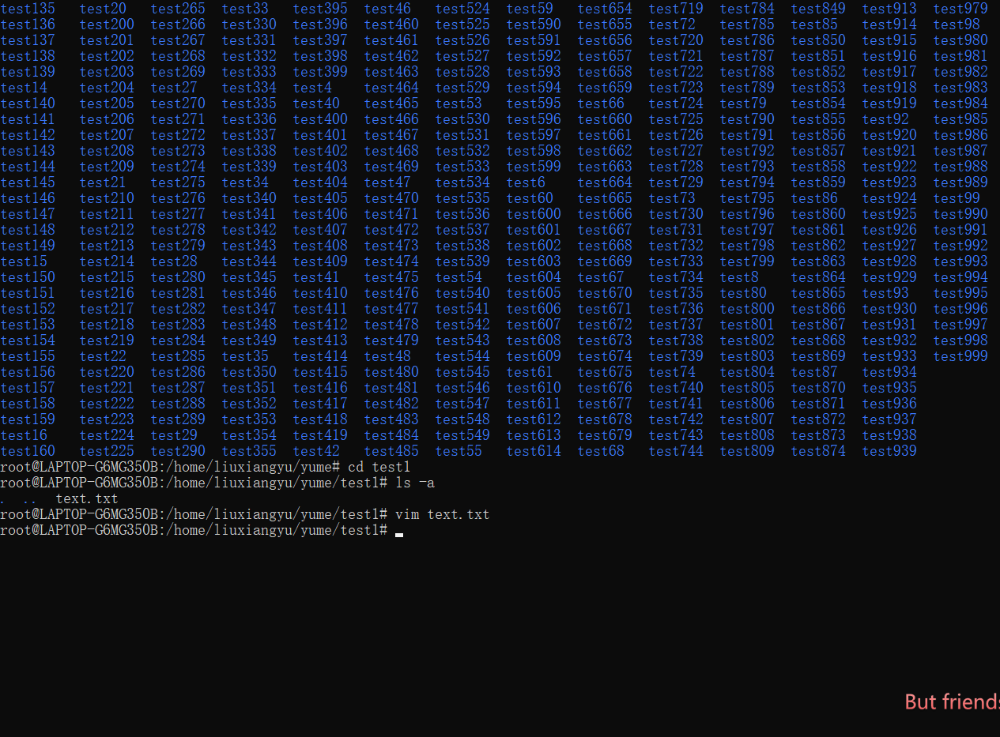 test135 test20 test265 test33 test395 test46 test524 test59 test654 test719 test784 test849 test913 test979
test136 test200 test266 test330 test396 test460 test525 test590 test655 test72 test785 test85 test914 test98
test137 test201 test267 test331 test397 test461 test526 test591 test656 test720 test786 test850 test915 test980
test138 test202 test268 test332 test398 test462 test527 test592 test657 test721 test787 test851 test916 test981
test139 test203 test269 test333 test399 test463 test528 test593 test658 test722 test788 test852 test917 test982
test14 test204 test27 test334 test4 test464 test529 test594 test659 test723 test789 test853 test918 test983
test140 test205 test270 test335 test40 test465 test53 test595 test66 test724 test79 test854 test919 test984
test141 test206 test271 test336 test400 test466 test530 test596 test660 test725 test790 test855 test92 test985
test142 test207 test272 test337 test401 test467 test531 test597 test661 test726 test791 test856 test920 test986
test143 test208 test273 test338 test402 test468 test532 test598 test662 test727 test792 test857 test921 test987
test144 test209 test274 test339 test403 test469 test533 test599 test663 test728 test793 test858 test922 test988
test145 test21 test275 test34 test404 test47 test534 test6 test664 test729 test794 test859 test923 test989
test146 test210 test276 test340 test405 test470 test535 test60 test665 test73 test795 test86 test924 test99
test147 test211 test277 test341 test406 test471 test536 test600 test666 test730 test796 test860 test925 test990
test148 test212 test278 test342 test407 test472 test537 test601 test667 test731 test797 test861 test926 test991
test149 test213 test279 test343 test408 test473 test538 test602 test668 test732 test798 test862 test927 test992
test15 test214 test28 test344 test409 test474 test539 test603 test669 test733 test799 test863 test928 test993
test150 test215 test280 test345 test41 test475 test54 test604 test67 test734 test8 test864 test929 test994
test151 test216 test281 test346 test410 test476 test540 test605 test670 test735 test80 test865 test93 test995
test152 test217 test282 test347 test411 test477 test541 test606 test671 test736 test800 test866 test930 test996
test153 test218 test283 test348 test412 test478 test542 test607 test672 test737 test801 test867 test931 test997
test154 test219 test284 test349 test413 test479 test543 test608 test673 test738 test802 test868 test932 test998
test155 test22 test285 test35 test414 test48 test544 test609 test674 test739 test803 test869 test933 test999
test156 test220 test286 test350 test415 test480 test545 test61 test675 test74 test804 test87 test934
test157 test221 test287 test351 test416 test481 test546 test610 test676 test740 test805 test870 test935
test158 test222 test288 test352 test417 test482 test547 test611 test677 test741 test806 test871 test936
test159 test223 test289 test353 test418 test483 test548 test612 test678 test742 test807 test872 test937
test16 test224 test29 test354 test419 test484 test549 test613 test679 test743 test808 test873 test938
test160 test225 test290 test355 test42 test485 test55 test614 test68 test744 test809 test874 test939
root@LAPTOP-G6MG350B:/home/liuxiangyu/yume# cd test1
root@LAPTOP-G6MG350B:/home/liuxiangyu/yume/test1# ls -a
. .. text.txt
root@LAPTOP-G6MG350B:/home/liuxiangyu/yume/test1# vim text.txt
root@LAPTOP-G6MG350B:/home/liuxiangyu/yume/test1#
But friends